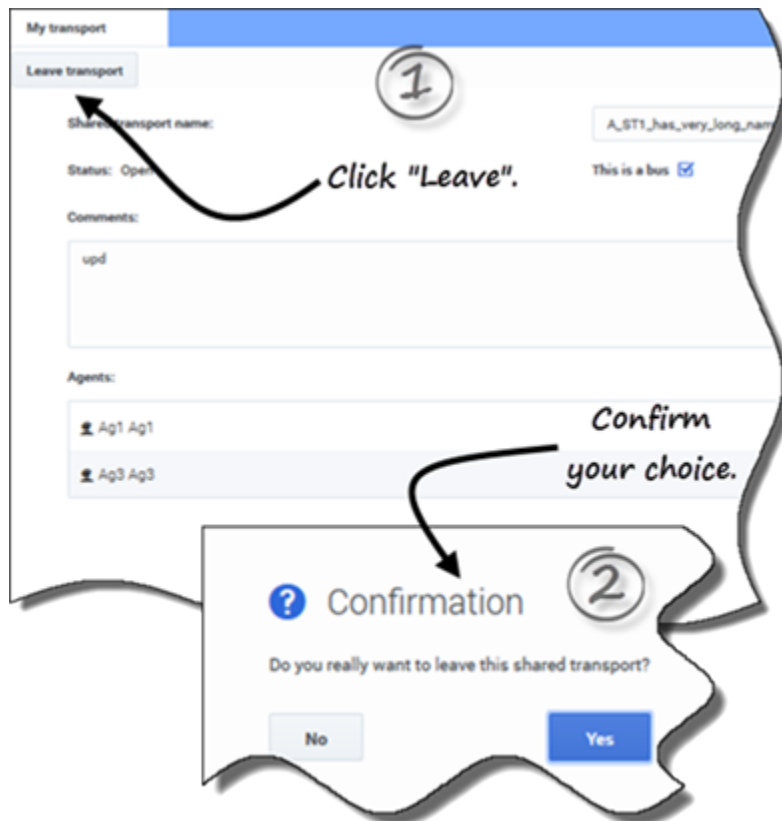 My transport
Leave transport
1
Shared transport name:
A_ST1_has_very_long_nam
Status: Open
Click "Leave".
This is a bus
Comments:
upd
Agents:
Ag1 Ag1
Confirm
your choice.
Ag3 Ag3
2
? Confirmation
Do you really want to leave this shared transport?
No
Yes